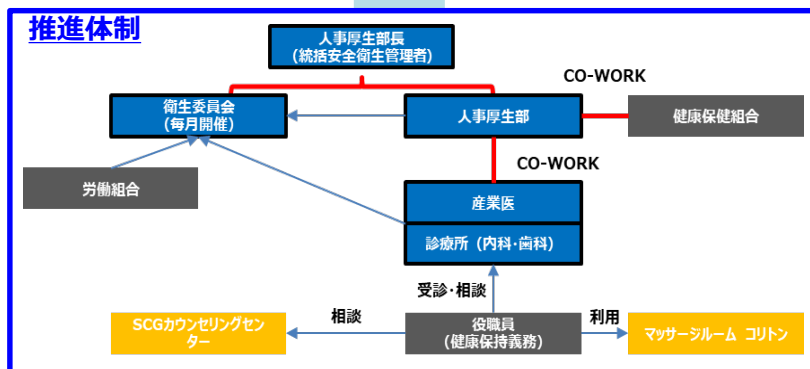 推進体制
人事厚生部長
(統括安全衛生管理者)
CO-WORK
衛生委員会
(毎月開催)
人事厚生部
健康保健組合
CO-WORK
労働組合
産業医
診療所（内科・歯科）
受診・相談
SCGカウンセリングセン
ター
相談
役職員
(健康保持義務)
利用
マッサージルーム コリトン